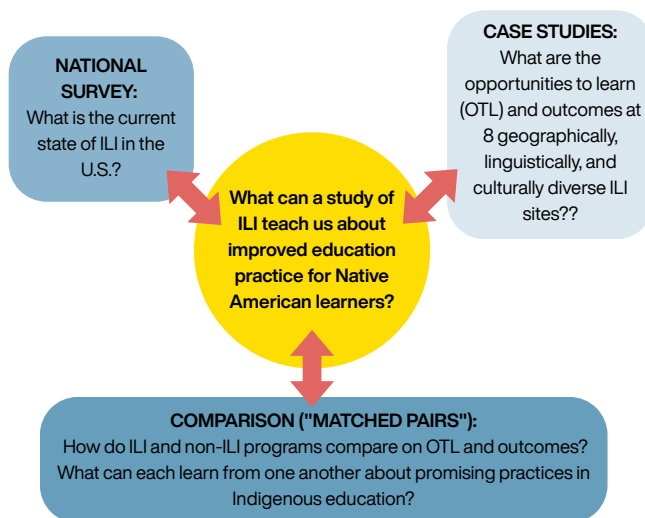 NATIONAL
SURVEY:
What is the current
state of ILI in the
U.S.?
CASE STUDIES:
What are the
opportunities to learn
(OTL) and outcomes at
8 geographically,
linguistically, and
culturally diverse ILI
sites??
What can a study of
ILI teach us about
improved education
practice for Native
American learners?
COMPARISON ("MATCHED PAIRS"):
How do ILI and non-ILI programs compare on OTL and outcomes?
What can each learn from one another about promising practices in
Indigenous education?